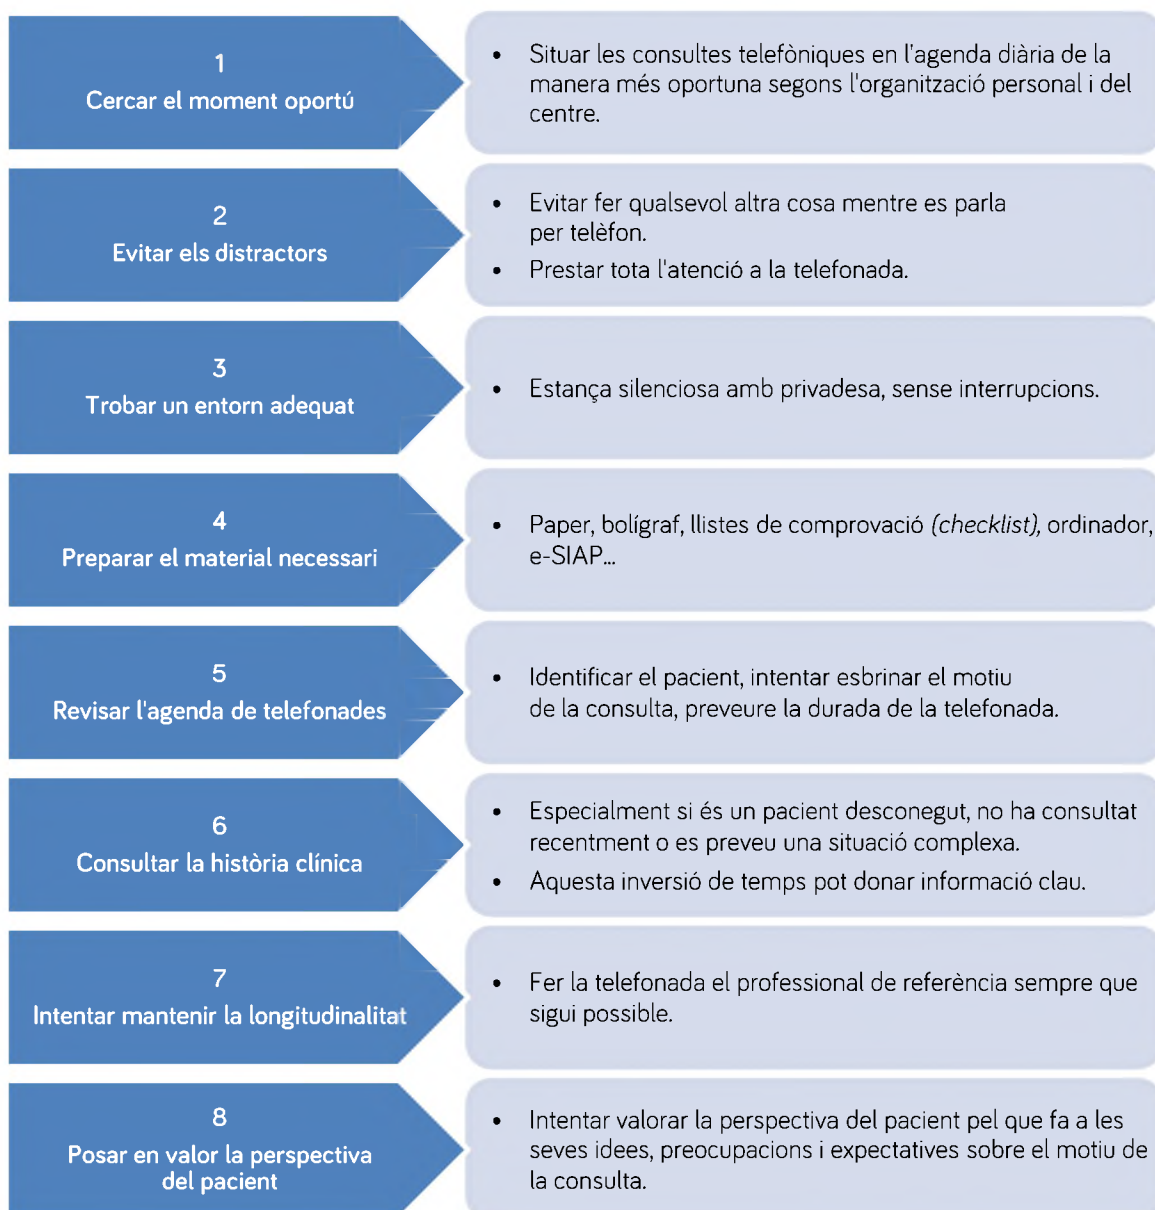 1
Cercar el moment oportú
• Situar les consultes telefòniques en l'agenda diària de la
manera més oportuna segons l'organització personal i del
centre.
2
Evitar els distractors
• Evitar fer qualsevol altra cosa mentre es parla
per telèfon.
• Prestar tota l'atenció a la telefonada.
3
Trobar un entorn adequat
• Estança silenciosa amb privadesa, sense interrupcions.
4
Preparar el material necessari
• Paper, bolígraf, llistes de comprovació (checklist), ordinador,
e-SIAP...
5
Revisar l'agenda de telefonades
• Identificar el pacient, intentar esbrinar el motiu
de la consulta, preveure la durada de la telefonada.
6
Consultar la història clínica
• Especialment si és un pacient desconegut, no ha consultat
recentment o es preveu una situació complexa.
• Aquesta inversió de temps pot donar informació clau.
7
Intentar mantenir la longitudinalitat
• Fer la telefonada el professional de referència sempre que
sigui possible.
8
Posar en valor la perspectiva
del pacient
• Intentar valorar la perspectiva del pacient pel que fa a les
seves idees, preocupacions i expectatives sobre el motiu de
la consulta.